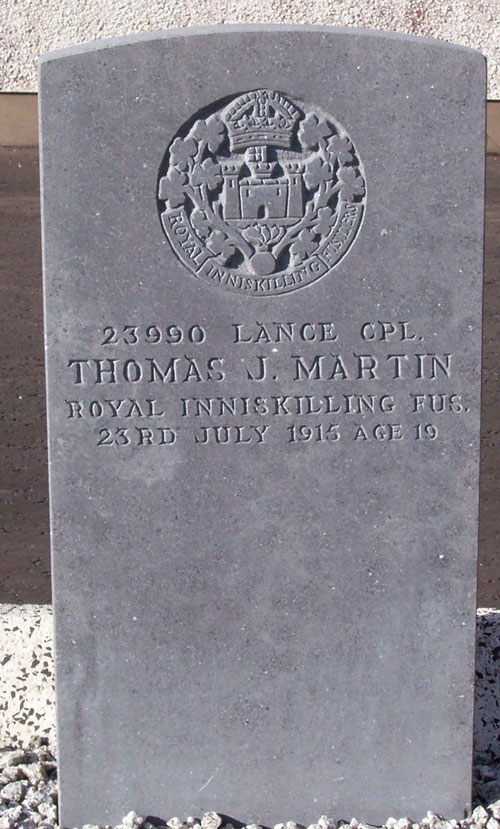 ROYAL INNISKILLING FUSILIERS
23990 LANCE CPL.
THOMAS J. MARTIN
ROYAL INNISKILLING FUS.
23RD JULY 1915 AGE 19